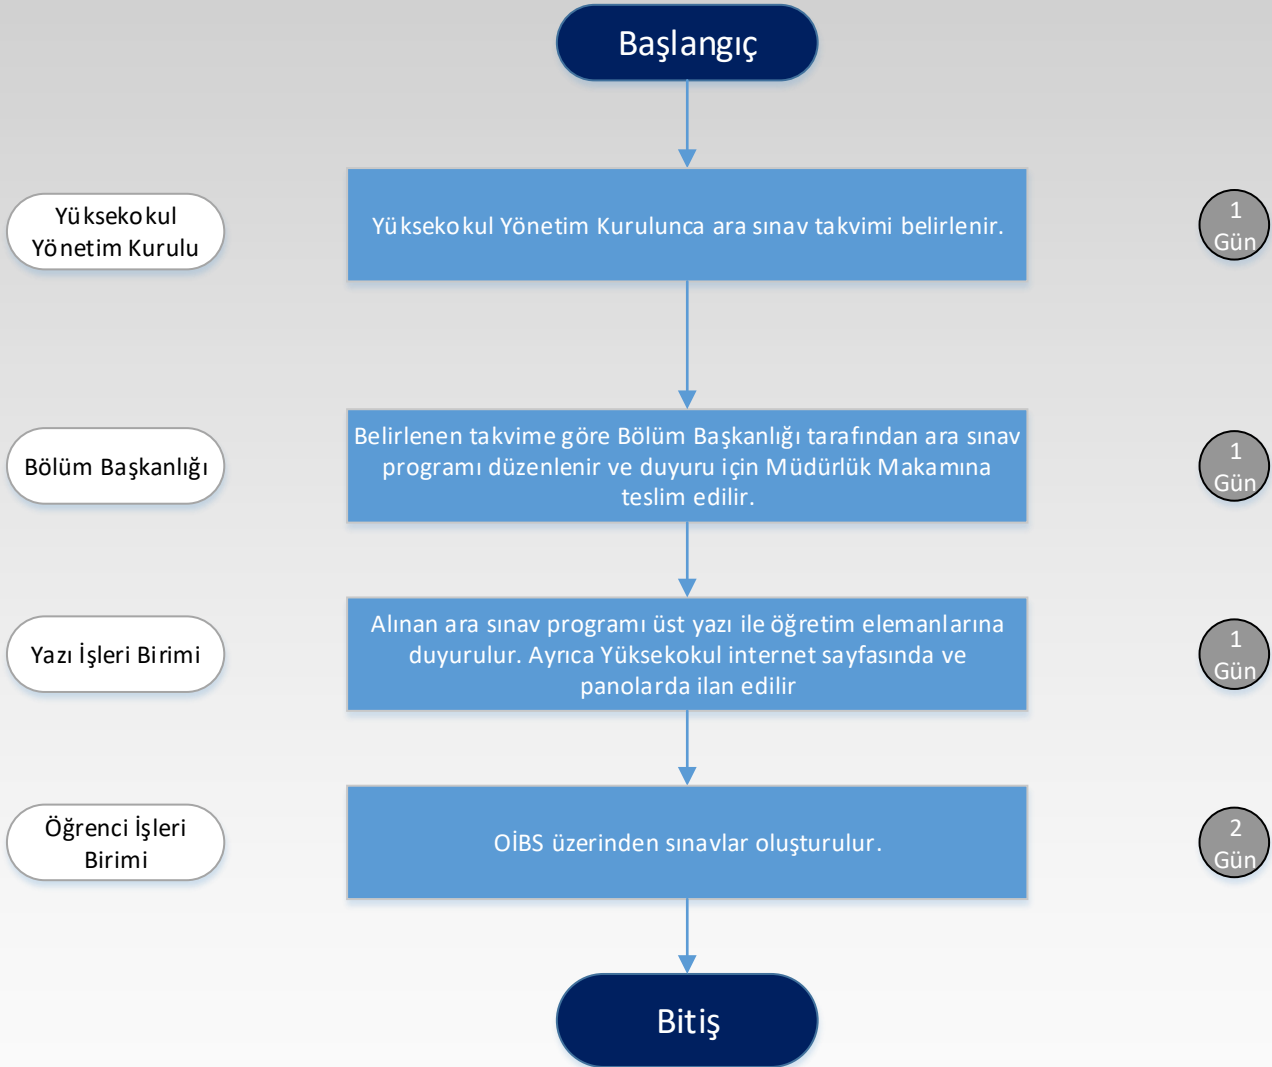 Başlangıç
Yüksekokul
Yönetim Kurulu
Yüksekokul Yönetim Kurulunca ara sınav takvimi belirlenir.
1
Gün
Bölüm Başkanlığı
Belirlenen takvime göre Bölüm Başkanlığı tarafından ara sınav
programı düzenlenir ve duyuru için Müdürlük Makamına
teslim edilir.
1
Gün
Yazı İşleri Birimi
Alınan ara sınav programı üst yazı ile öğretim elemanlarına
duyurulur. Ayrıca Yüksekokul internet sayfasında ve
panolarda ilan edilir
1
Gün
Öğrenci İşleri
Birimi
OİBS üzerinden sınavlar oluşturulur.
2
Gün
Bitiş